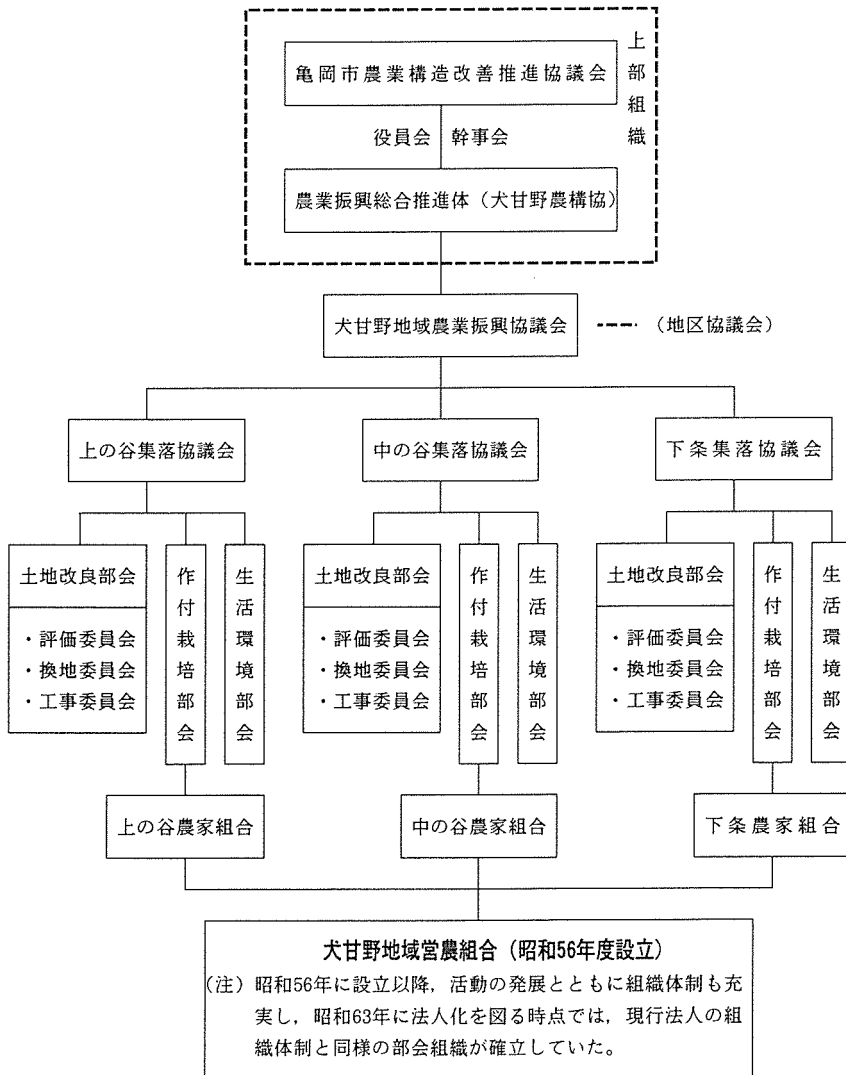 上部組織
亀岡市農業構造改善推進協議会
役員会 幹事会
農業振興総合推進体（犬甘野農構協）
犬甘野地域農業振興協議会
（地区協議会）
上の谷集落協議会
中の谷集落協議会
下条集落協議会
土地改良部会
・評価委員会
・換地委員会
・工事委員会
作付栽培部会
生活環境部会
土地改良部会
・評価委員会
・換地委員会
・工事委員会
作付栽培部会
生活環境部会
土地改良部会
・評価委員会
・換地委員会
・工事委員会
作付栽培部会
生活環境部会
上の谷農家組合
中の谷農家組合
下条農家組合
犬甘野地域営農組合（昭和56年度設立）
（注）昭和56年に設立以降，活動の発展とともに組織体制も充
実し，昭和63年に法人化を図る時点では，現行法人の組
織体制と同様の部会組織が確立していた。